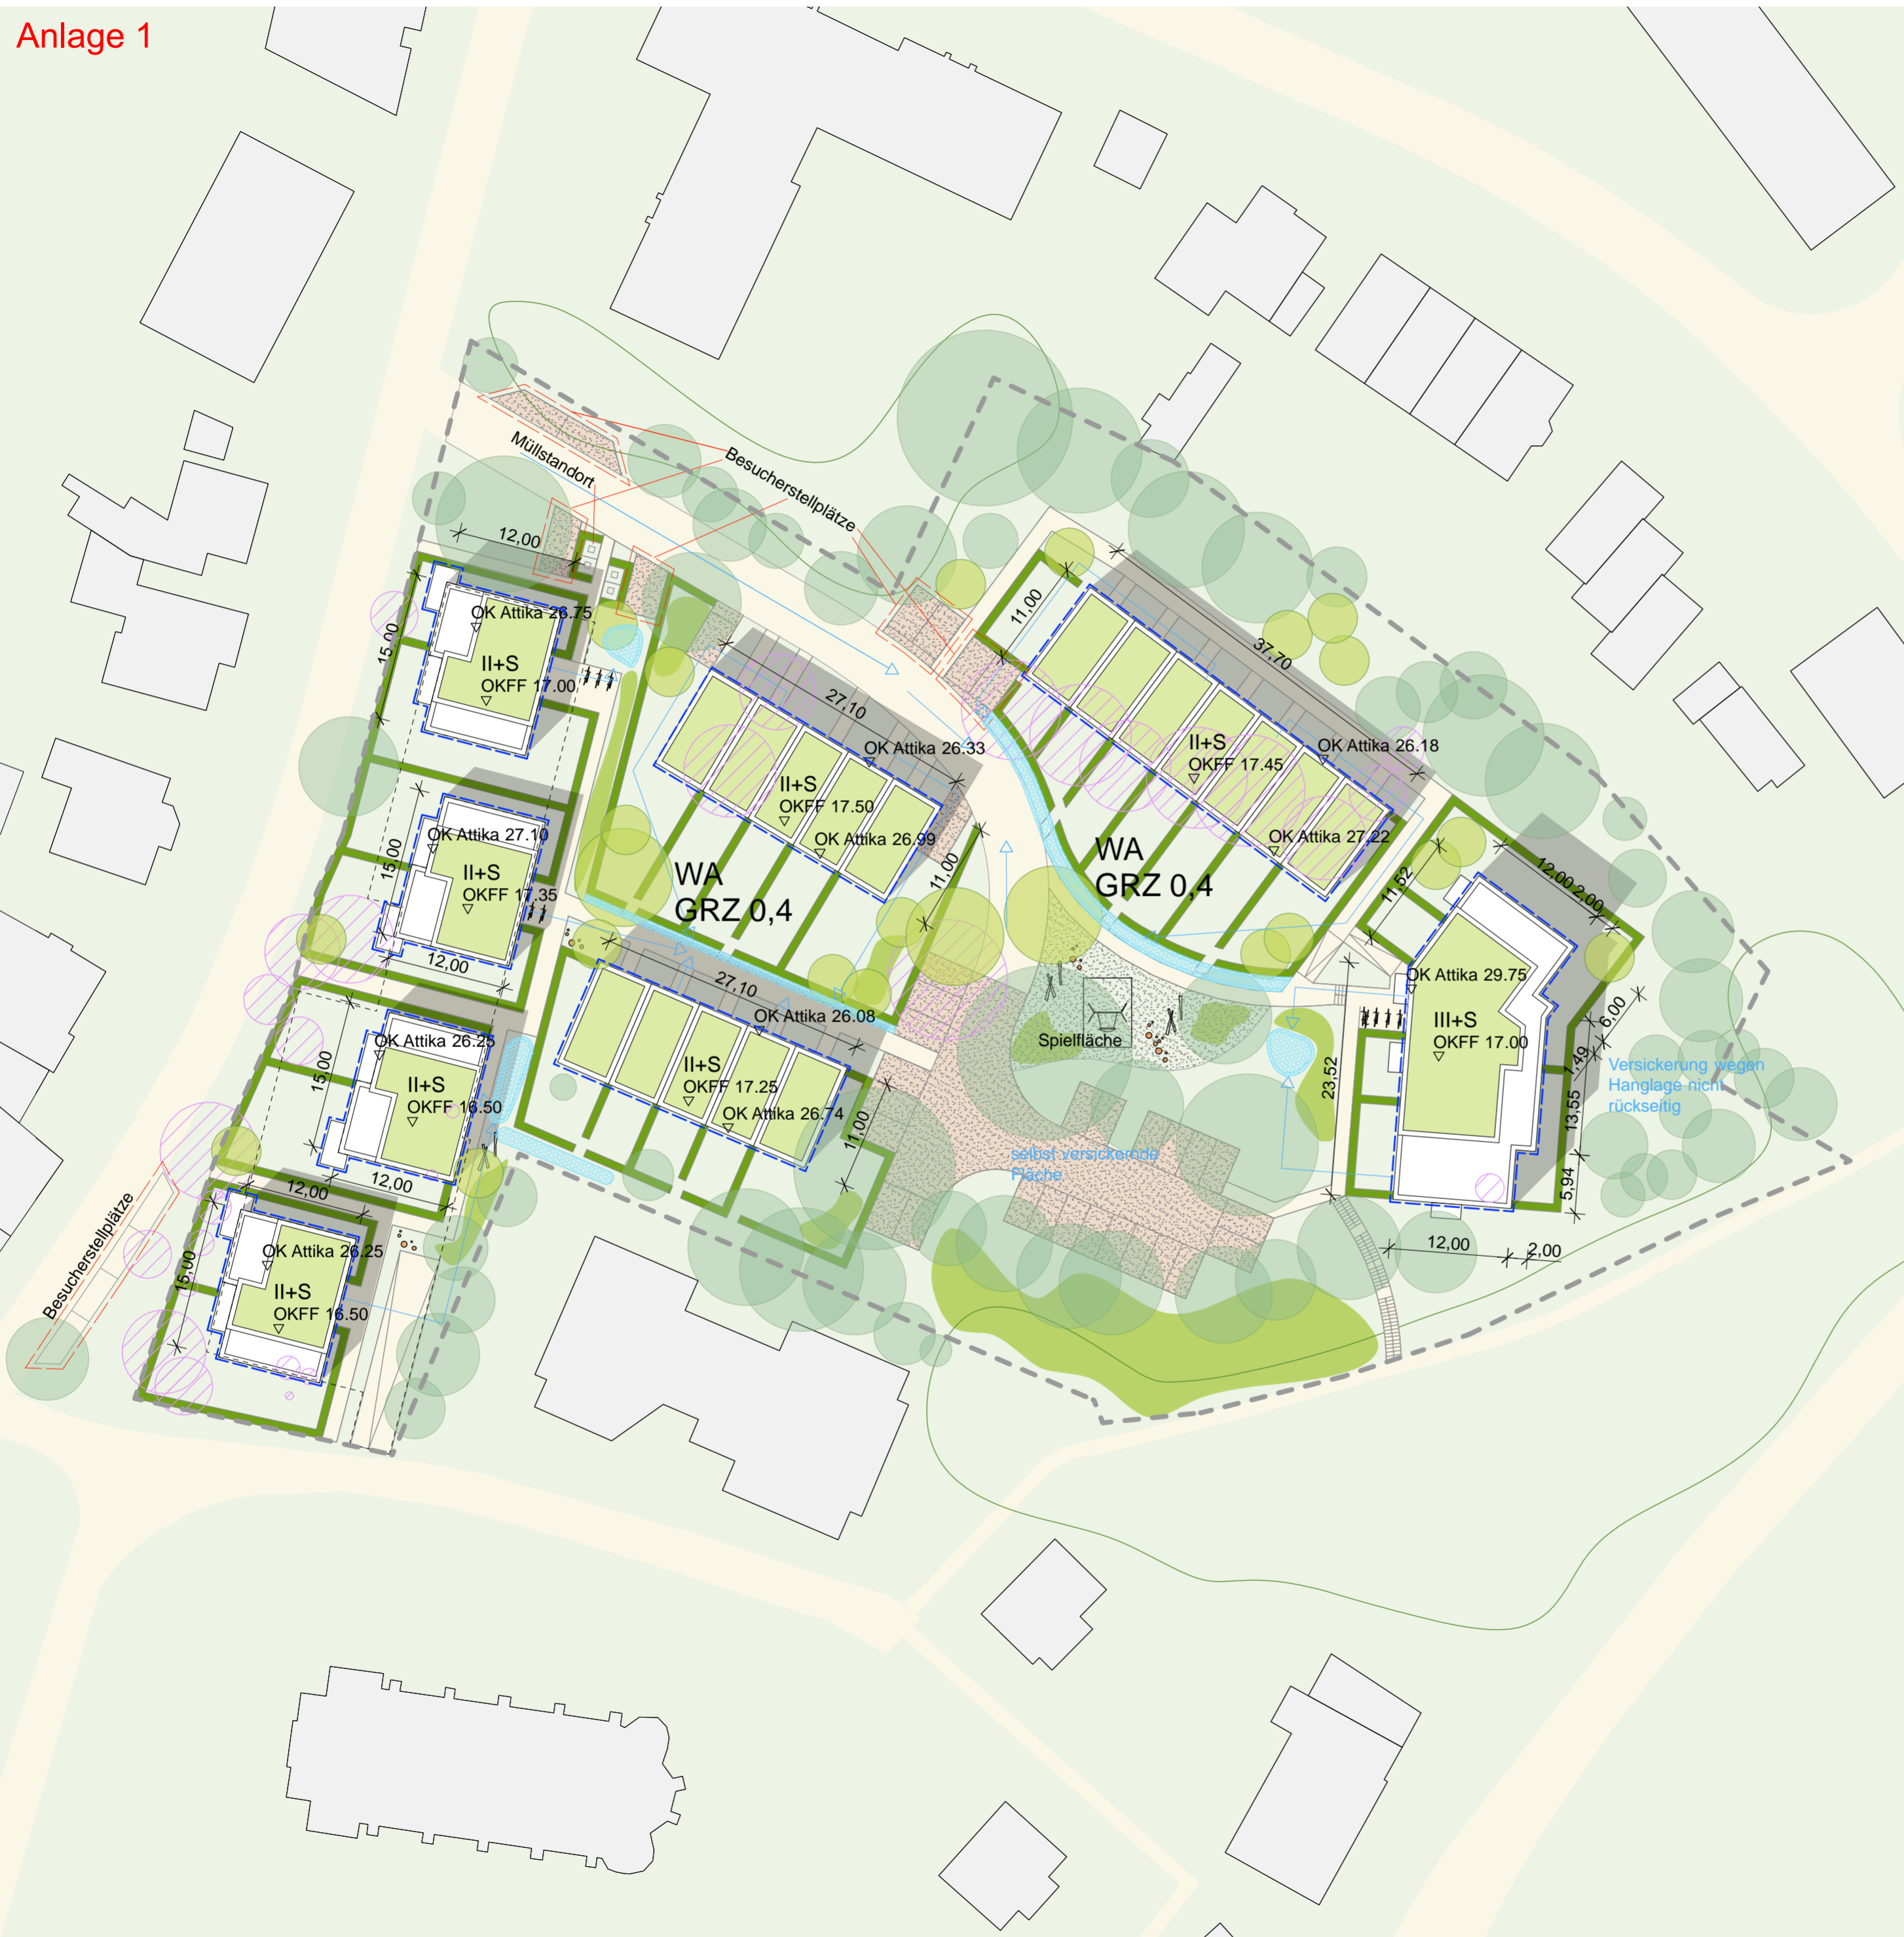 Anlage 1
Müllstandort
Besucherstellplätze
12,00
15,00
OK Attika 26.75
II+S
OKFF 17.00
11,00
37,70
27,10
OK Attika 26.33
II+S
OKFF 17.50
OK Attika 26.99
11,00
II+S
OKFF 17.45
OK Attika 26.18
OK Attika 27.22
WA
GRZ 0,4
WA
GRZ 0,4
15,00
OK Attika 27.10
II+S
OKFF 17.35
12,00
11,52
12,00
2,00
OK Attika 29.75
III+S
OKFF 17.00
6,00
1,49
13,55
5,94
23,52
12,00
2,00
Versickerung wegen
Hanglage nicht
rückseitig
27,10
OK Attika 26.08
II+S
OKFF 17.25
OK Attika 26.74
11,00
Spielfläche
selbst versickernde
Fläche
15,00
OK Attika 26.25
II+S
OKFF 16.50
12,00
12,00
15,00
OK Attika 26.25
II+S
OKFF 16.50
Besucherstellplätze